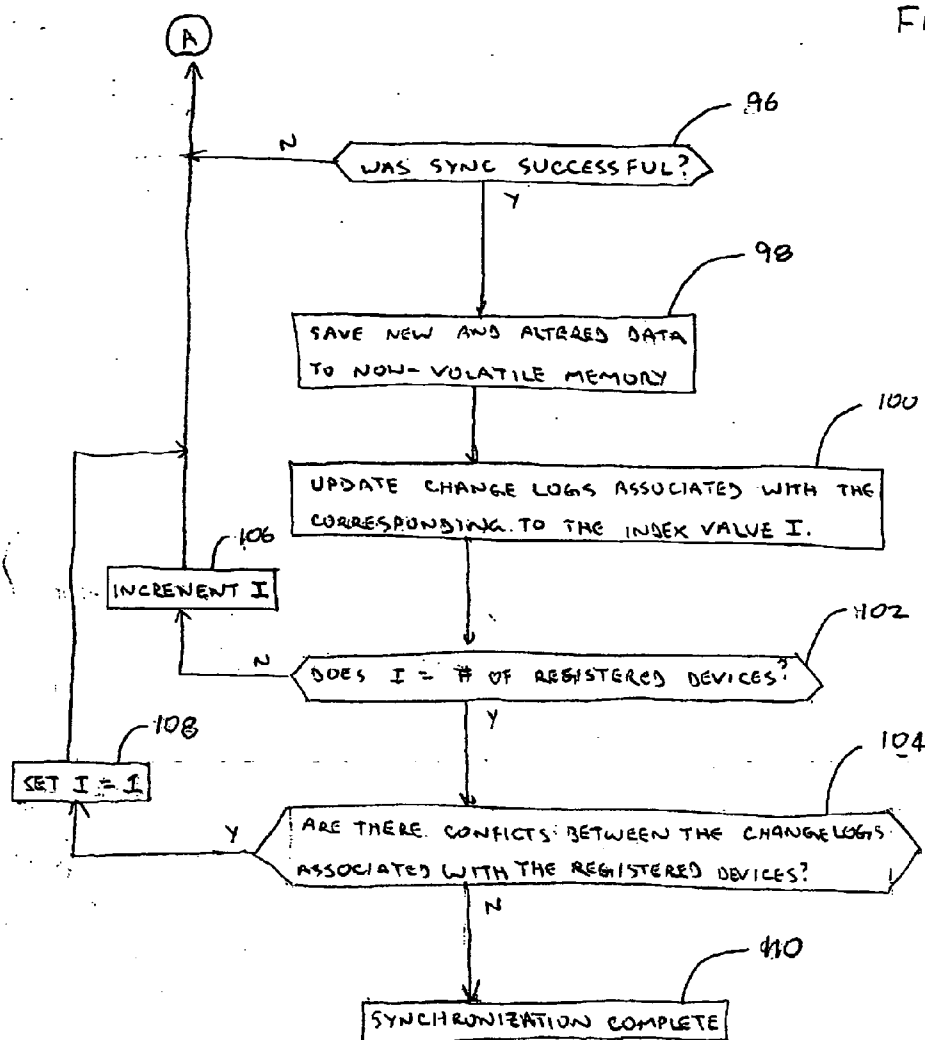 A
96
N
WAS SYNC SUCCESSFUL?
Y
98
SAVE NEW AND ALTERED DATA
TO NON-VOLATILE MEMORY
100
UPDATE CHANGE LOGS ASSOCIATED WITH THE
CORRESPONDING TO THE INDEX VALUE I.
106
INCREMENT I
102
N
DOES I = # OF REGISTERED DEVICES?
Y
108
SET I = 1
104
Y
ARE THERE CONFICTS BETWEEN THE CHANGE LOGS
ASSOCIATED WITH THE REGISTERED DEVICES?
N
110
SYNCHRONIZATION COMPLETE